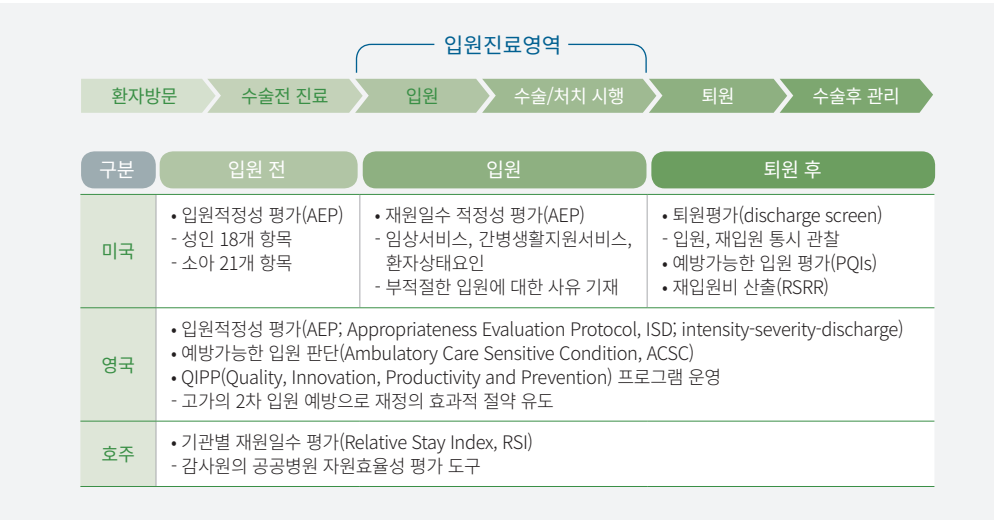 입원진료영역
환자방문 수술전 진료 입원 수술/처치 시행 퇴원 수술후 관리
구분 입원 전 입원 퇴원 후
미국
• 입원적정성 평가(AEP)
- 성인 18개 항목
- 소아 21개 항목
• 재원일수 적정성 평가(AEP)
- 임상서비스, 간병생활지원서비스,
환자상태요인
- 부적절한 입원에 대한 사유 기재
• 퇴원평가(discharge screen)
- 입원, 재입원 통시 관찰
• 예방가능한 입원 평가(PQIs)
• 재입원비 산출(RSRR)
영국
• 입원적정성 평가(AEP; Appropriateness Evaluation Protocol, ISD; intensity-severity-discharge)
• 예방가능한 입원 판단(Ambulatory Care Sensitive Condition, ACSC)
• QIPP(Quality, Innovation, Productivity and Prevention) 프로그램 운영
- 고가의 2차 입원 예방으로 재정의 효과적 절약 유도
호주
• 기관별 재원일수 평가(Relative Stay Index, RSI)
- 감사원의 공공병원 자원효율성 평가 도구